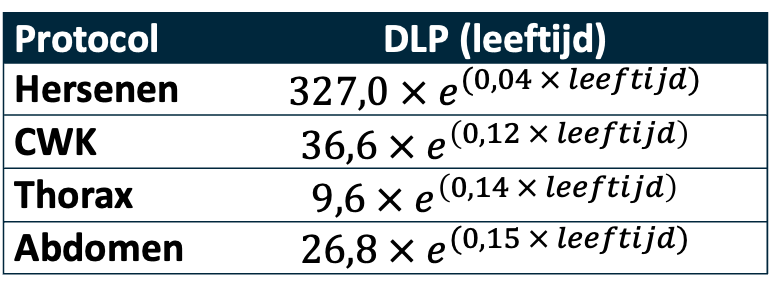 Protocol DLP (leeftijd)
Hersenen 327,0 × e^(0,04 × leeftijd)
CWK 36,6 × e^(0,12 × leeftijd)
Thorax 9,6 × e^(0,14 × leeftijd)
Abdomen 26,8 × e^(0,15 × leeftijd)